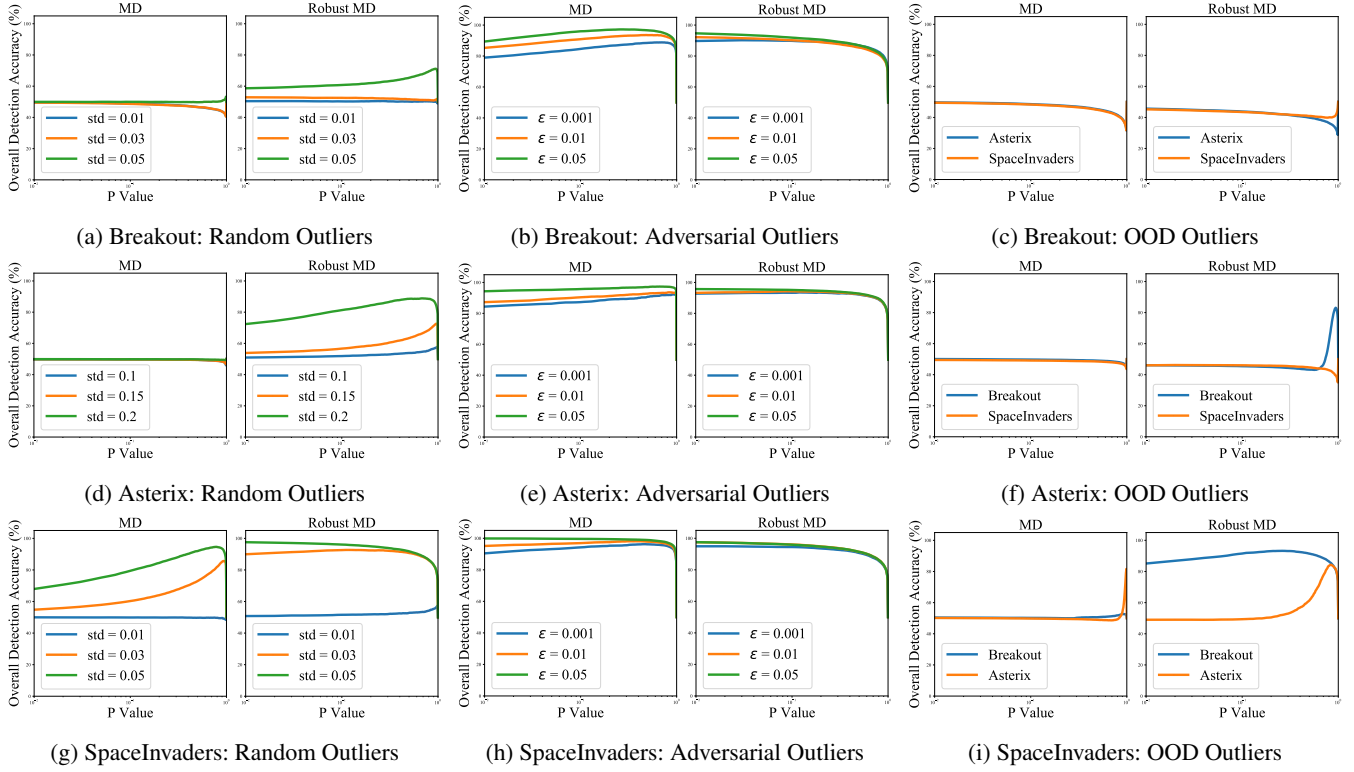 MD
Robust MD
MD
Robust MD
MD
Robust MD
Overall Detection Accuracy (%)
100
80
60
40
20
0
std = 0.01
std = 0.03
std = 0.05
std = 0.01
std = 0.03
std = 0.05
P Value
P Value
Overall Detection Accuracy (%)
ε = 0.001
ε = 0.01
ε = 0.05
ε = 0.001
ε = 0.01
ε = 0.05
P Value
P Value
Overall Detection Accuracy (%)
Asterix
SpaceInvaders
Asterix
SpaceInvaders
P Value
P Value
(a) Breakout: Random Outliers
(b) Breakout: Adversarial Outliers
(c) Breakout: OOD Outliers
MD
Robust MD
MD
Robust MD
MD
Robust MD
Overall Detection Accuracy (%)
std = 0.1
std = 0.15
std = 0.2
std = 0.1
std = 0.15
std = 0.2
P Value
P Value
Overall Detection Accuracy (%)
ε = 0.001
ε = 0.01
ε = 0.05
ε = 0.001
ε = 0.01
ε = 0.05
P Value
P Value
Overall Detection Accuracy (%)
Breakout
SpaceInvaders
Breakout
SpaceInvaders
P Value
P Value
(d) Asterix: Random Outliers
(e) Asterix: Adversarial Outliers
(f) Asterix: OOD Outliers
MD
Robust MD
MD
Robust MD
MD
Robust MD
Overall Detection Accuracy (%)
std = 0.01
std = 0.03
std = 0.05
std = 0.01
std = 0.03
std = 0.05
P Value
P Value
Overall Detection Accuracy (%)
ε = 0.001
ε = 0.01
ε = 0.05
ε = 0.001
ε = 0.01
ε = 0.05
P Value
P Value
Overall Detection Accuracy (%)
Breakout
Asterix
Breakout
Asterix
P Value
P Value
(g) SpaceInvaders: Random Outliers
(h) SpaceInvaders: Adversarial Outliers
(i) SpaceInvaders: OOD Outliers